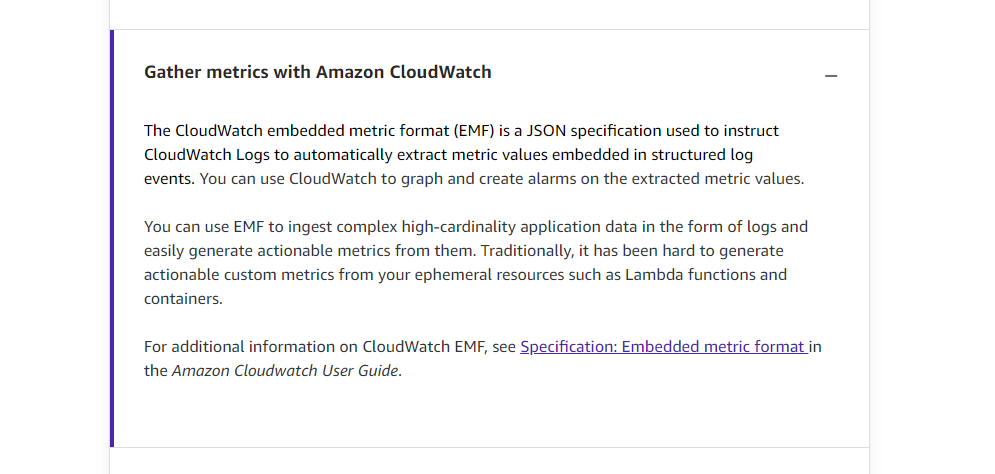 Gather metrics with Amazon CloudWatch
The CloudWatch embedded metric format (EMF) is a JSON specification used to instruct
CloudWatch Logs to automatically extract metric values embedded in structured log
events. You can use CloudWatch to graph and create alarms on the extracted metric values.
You can use EMF to ingest complex high-cardinality application data in the form of logs and
easily generate actionable metrics from them. Traditionally, it has been hard to generate
actionable custom metrics from your ephemeral resources such as Lambda functions and
containers.
For additional information on CloudWatch EMF, see Specification: Embedded metric format in
the Amazon Cloudwatch User Guide.